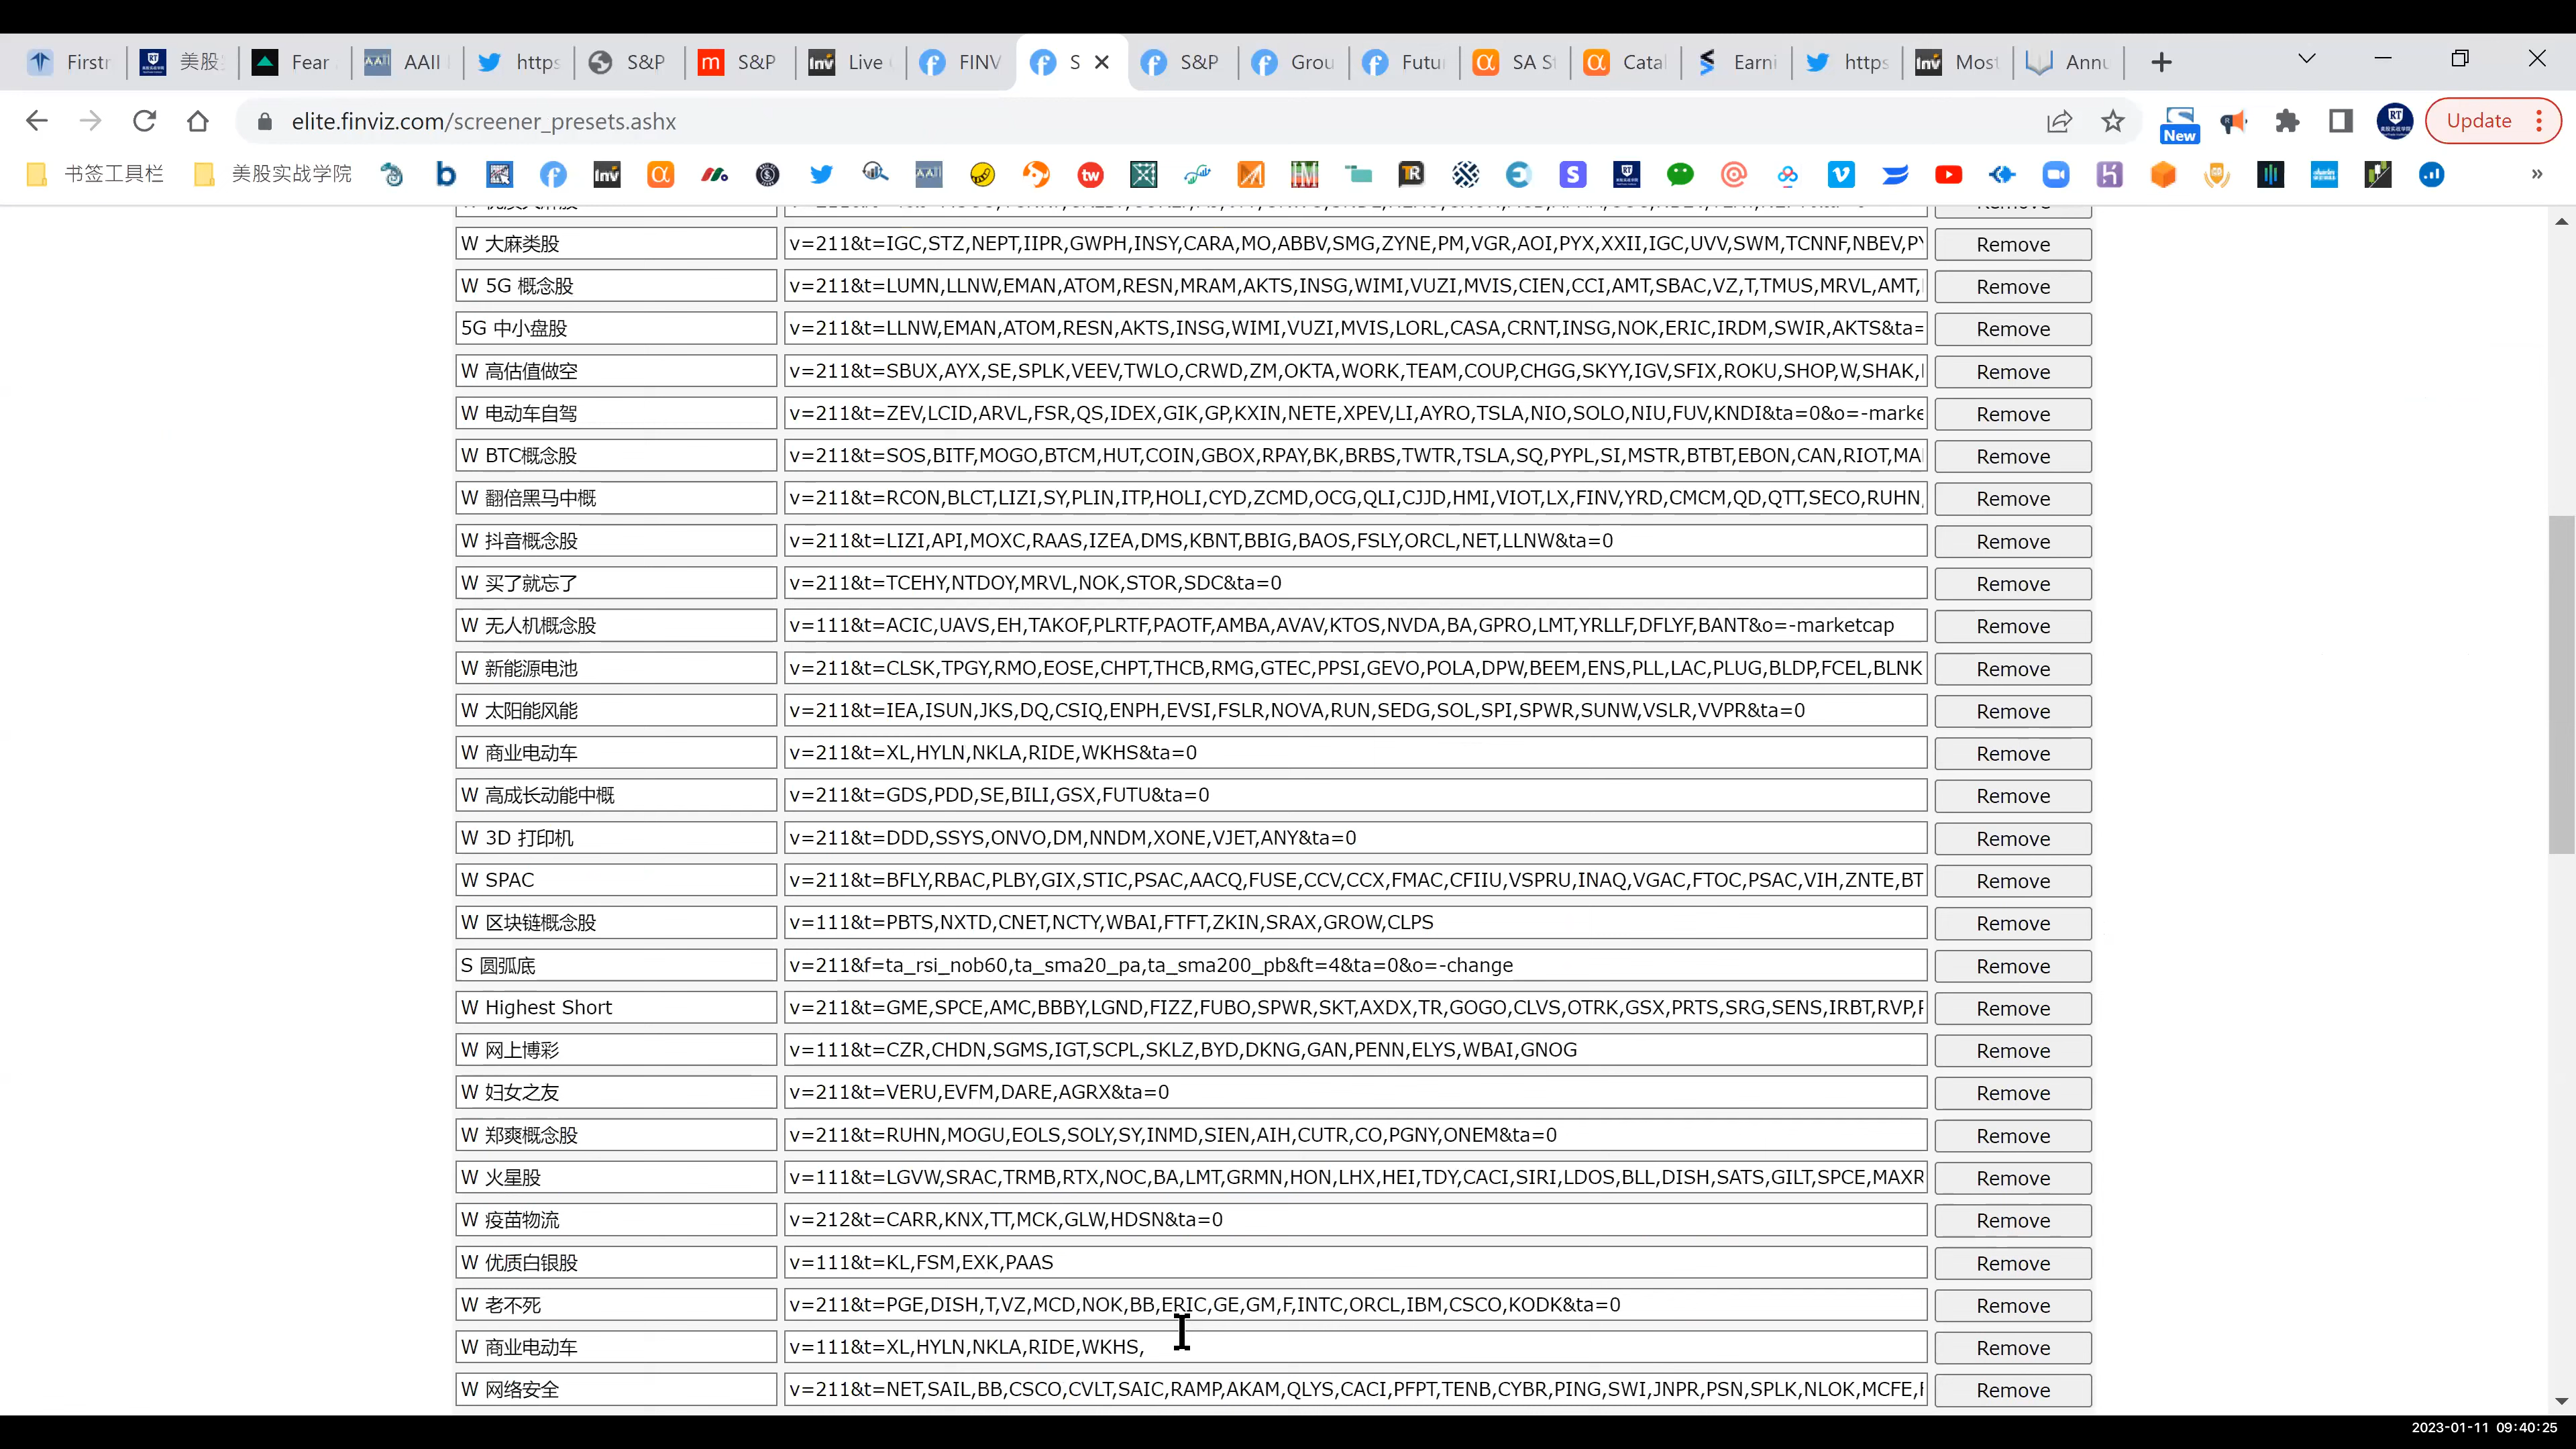 Firstr
美股
Fear
AAII
https
S&P
S&P
Live
FINV
S
S&P
Grou
Futu
SA S
Catal
Earni
https
Most
Annu
elite.finviz.com/screener_presets.ashx
New
Update
书签工具栏 美股实战学院
W 大麻类股 v=211&t=IGC,STZ,NEPT,IIPR,GWPH,INSY,CARA,MO,ABBV,SMG,ZYNE,PM,VGR,AOI,PYX,XXII,IGC,UVV,SWM,TCNNF,NBEV,PY Remove
W 5G 概念股 v=211&t=LUMN,LLNW,EMAN,ATOM,RESN,MRAM,AKTS,INSG,WIMI,VUZI,MVIS,CIEN,CCI,AMT,SBAC,VZ,T,TMUS,MRVL,AMT, Remove
5G 中小盘股 v=211&t=LLNW,EMAN,ATOM,RESN,AKTS,INSG,WIMI,VUZI,MVIS,LORL,CASA,CRNT,INSG,NOK,ERIC,IRDM,SWIR,AKTS&ta= Remove
W 高估值做空 v=211&t=SBUX,AYX,SE,SPLK,VEEV,TWLO,CRWD,ZM,OKTA,WORK,TEAM,COUP,CHGG,SKYY,IGV,SFIX,ROKU,SHOP,W,SHAK, Remove
W 电动车自驾 v=211&t=ZEV,LCID,ARVL,FSR,QS,IDEX,GIK,GP,KXIN,NETE,XPEV,LI,AYRO,TSLA,NIO,SOLO,NIU,FUV,KNDI&ta=0&o=-marke Remove
W BTC概念股 v=211&t=SOS,BITF,MOGO,BTCM,HUT,COIN,GBOX,RPAY,BK,BRBS,TWTR,TSLA,SQ,PYPL,SI,MSTR,BTBT,EBON,CAN,RIOT,MA Remove
W 翻倍黑马中概 v=211&t=RCON,BLCT,LIZI,SY,PLIN,ITP,HOLI,CYD,ZCMD,OCG,QLI,CJJD,HMI,VIOT,LX,FINV,YRD,CMCM,QD,QTT,SECO,RUHN, Remove
W 抖音概念股 v=211&t=LIZI,API,MOXC,RAAS,IZEA,DMS,KBNT,BBIG,BAOS,FSLY,ORCL,NET,LLNW&ta=0 Remove
W 买了就忘了 v=211&t=TCEHY,NTDOY,MRVL,NOK,STOR,SDC&ta=0 Remove
W 无人机概念股 v=111&t=ACIC,UAVS,EH,TAKOF,PLRTF,PAOTF,AMBA,AVAV,KTOS,NVDA,BA,GPRO,LMT,YRLLF,DFLYF,BANT&o=-marketcap Remove
W 新能源电池 v=211&t=CLSK,TPGY,RMO,EOSE,CHPT,THCB,RMG,GTEC,PPSI,GEVO,POLA,DPW,BEEM,ENS,PLL,LAC,PLUG,BLDP,FCEL,BLNK Remove
W 太阳能风能 v=211&t=IEA,ISUN,JKS,DQ,CSIQ,ENPH,EVSI,FSLR,NOVA,RUN,SEDG,SOL,SPI,SPWR,SUNW,VSLR,VVPR&ta=0 Remove
W 商业电动车 v=211&t=XL,HYLN,NKLA,RIDE,WKHS&ta=0 Remove
W 高成长动能中概 v=211&t=GDS,PDD,SE,BILI,GSX,FUTU&ta=0 Remove
W 3D 打印机 v=211&t=DDD,SSYS,ONVO,DM,NNDM,XONE,VJET,ANY&ta=0 Remove
W SPAC v=211&t=BFLY,RBAC,PLBY,GIX,STIC,PSAC,AACQ,FUSE,CCV,CCX,FMAC,CFIIU,VSPRU,INAQ,VGAC,FTOC,PSAC,VIH,ZNTE,BT Remove
W 区块链概念股 v=111&t=PBTS,NXTD,CNET,NCTY,WBAI,FTFT,ZKIN,SRAX,GROW,CLPS Remove
S 圆弧底 v=211&f=ta_rsi_nob60,ta_sma20_pa,ta_sma200_pb&ft=4&ta=0&o=-change Remove
W Highest Short v=211&t=GME,SPCE,AMC,BBBY,LGND,FIZZ,FUBO,SPWR,SKT,AXDX,TR,GOGO,CLVS,OTRK,GSX,PRTS,SRG,SENS,IRBT,RVP, Remove
W 网上博彩 v=111&t=CZR,CHDN,SGMS,IGT,SCPL,SKLZ,BYD,DKNG,GAN,PENN,ELYS,WBAI,GNOG Remove
W 妇女之友 v=211&t=VERU,EVFM,DARE,AGRX&ta=0 Remove
W 郑爽概念股 v=211&t=RUHN,MOGU,EOLS,SOLY,SY,INMD,SIEN,AIH,CUTR,CO,PGNY,ONEM&ta=0 Remove
W 火星股 v=111&t=LGVW,SRAC,TRMB,RTX,NOC,BA,LMT,GRMN,HON,LHX,HEI,TDY,CACI,SIRI,LDOS,BLL,DISH,SATS,GILT,SPCE,MAXR Remove
W 疫苗物流 v=212&t=CARR,KNX,TT,MCK,GLW,HDSN&ta=0 Remove
W 优质白银股 v=111&t=KL,FSM,EXK,PAAS Remove
W 老不死 v=211&t=PGE,DISH,T,VZ,MCD,NOK,BB,ERIC,GE,GM,F,INTC,ORCL,IBM,CSCO,KODK&ta=0 Remove
W 商业电动车 v=111&t=XL,HYLN,NKLA,RIDE,WKHS, Remove
W 网络安全 v=211&t=NET,SAIL,BB,CSCO,CVLT,SAIC,RAMP,AKAM,QLYS,CACI,PFPT,TENB,CYBR,PING,SWI,JNPR,PSN,SPLK,NLOK,MCFE, Remove
2023-01-11 09:40:25